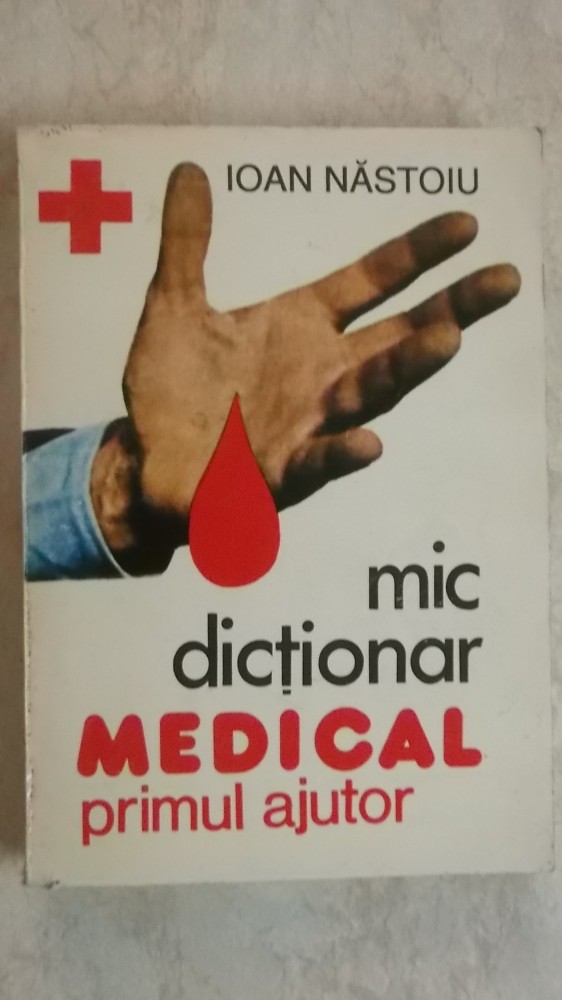 IOAN NĂSTOIU
mic
dicționar
MEDICAL
primul ajutor